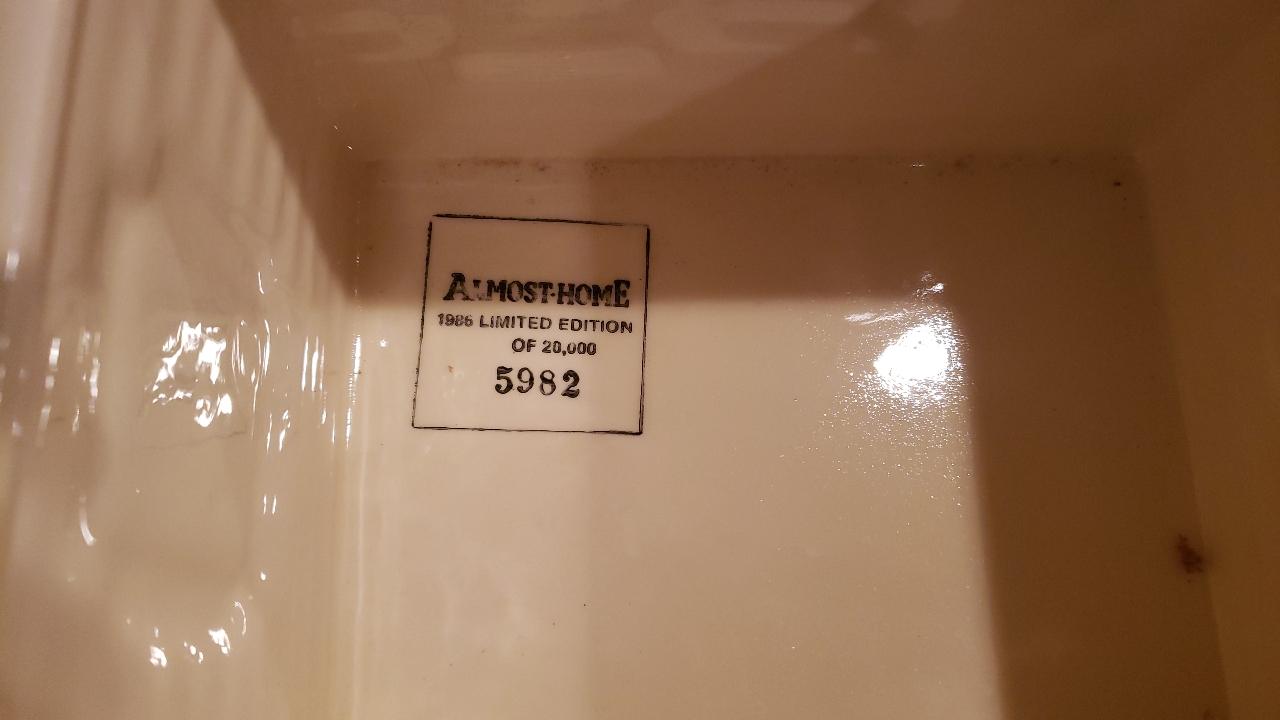 ALMOST·HOME
1986 LIMITED EDITION
OF 20,000
5982